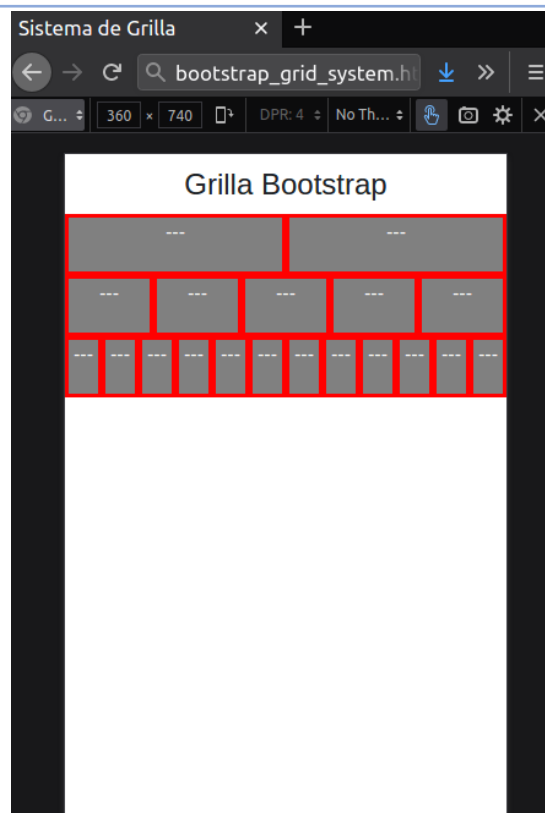 Sistema de Grilla
bootstrap_grid_system.ht
G... 360 × 740 DPR: 4 No Th...
Grilla Bootstrap
--- ---
--- --- --- --- ---
--- --- --- --- --- --- --- --- --- --- --- ---